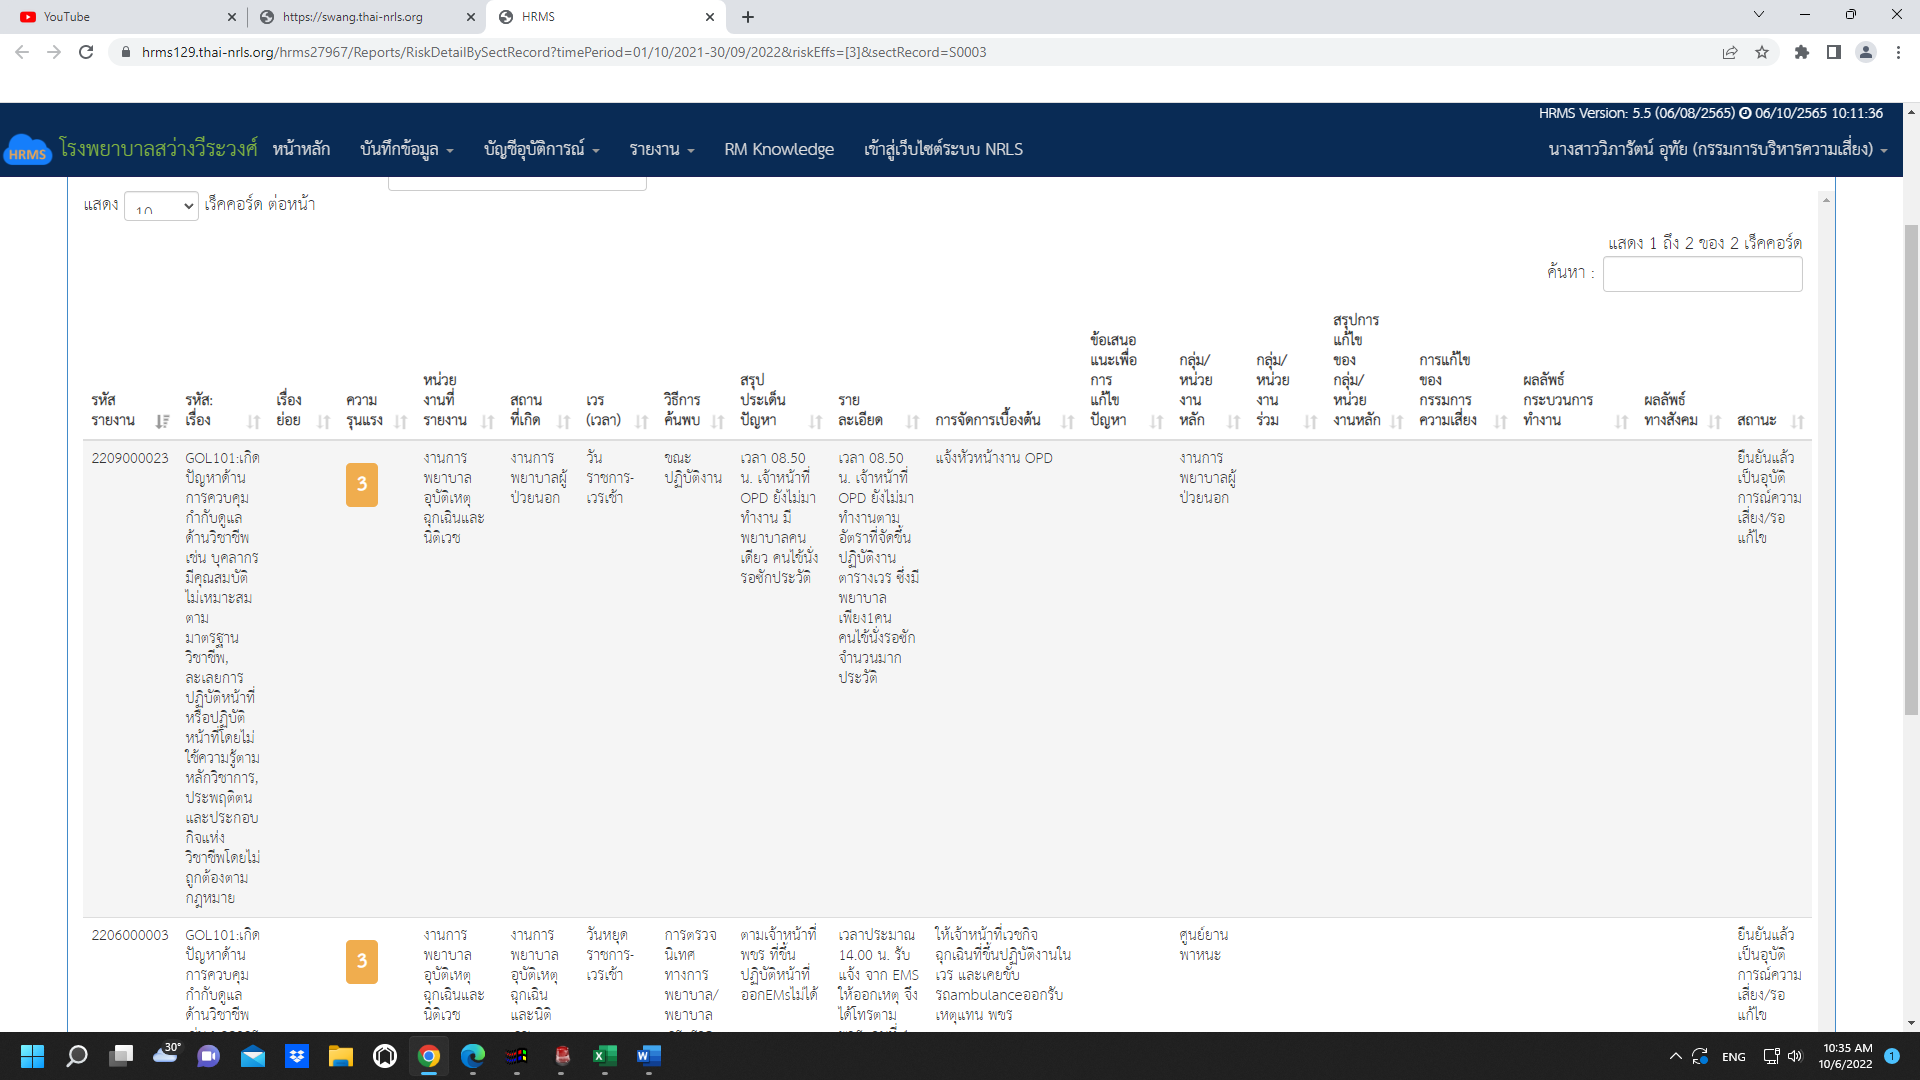 YouTube
https://swang.thai-nrls.org
HRMS
hrms129.thai-nrls.org/hrms27967/Reports/RiskDetailBySectRecord?timePeriod=01/10/2021-30/09/2022&riskEffs=[3]&sectRecord=S0003
HRMS Version: 5.5 (06/08/2565) 06/10/2565 10:11:36
HRMS โรงพยาบาลสว่างวีระวงศ์ หน้าหลัก บันทึกข้อมูล บัญชีอุบัติการณ์ รายงาน RM Knowledge เข้าสู่เว็บไซต์ระบบ NRLS นางสาววิภารัตน์ อุทัย (กรรมการบริหารความเสี่ยง)
แสดง 10 เร็คคอร์ด ต่อหน้า
แสดง 1 ถึง 2 ของ 2 เร็คคอร์ด
ค้นหา :
รหัส
รายงาน
รหัส:
เรื่อง
เรื่อง
ย่อย
ความ
รุนแรง
หน่วย
งานที่
รายงาน
สถาน
ที่เกิด
เวร
(เวลา)
วิธีการ
ค้นพบ
สรุป
ประเด็น
ปัญหา
ราย
ละเอียด
การจัดการเบื้องต้น
ข้อเสนอ
แนะเพื่อ
การ
แก้ไข
ปัญหา
กลุ่ม/
หน่วย
งาน
หลัก
กลุ่ม/
หน่วย
งาน
ร่วม
สรุปการ
แก้ไข
ของ
กลุ่ม/
หน่วย
งานหลัก
การแก้ไข
ของ
กรรมการ
ความเสี่ยง
ผลลัพธ์
กระบวนการ
ทำงาน
ผลลัพธ์
ทางสังคม
สถานะ
2209000023
GOL101:เกิด
ปัญหาด้าน
การควบคุม
กำกับดูแล
ด้านวิชาชีพ
เช่น บุคลากร
มีคุณสมบัติ
ไม่เหมาะสม
ตาม
มาตรฐาน
วิชาชีพ,
ละเลยการ
ปฏิบัติหน้าที่
หรือปฏิบัติ
หน้าที่โดยไม่
ใช้ความรู้ตาม
หลักวิชาการ,
ประพฤติตน
และประกอบ
กิจแห่ง
วิชาชีพโดยไม่
ถูกต้องตาม
กฎหมาย
3
งานการ
พยาบาล
อุบัติเหตุ
ฉุกเฉินและ
นิติเวช
งานการ
พยาบาลผู้
ป่วยนอก
วัน
ราชการ-
เวรเช้า
ขณะ
ปฏิบัติงาน
เวลา 08.50
น. เจ้าหน้าที่
OPD ยังไม่มา
ทำงาน มี
พยาบาลคน
เดียว คนไข้นั่ง
รอซักประวัติ
เวลา 08.50
น. เจ้าหน้าที่
OPD ยังไม่มา
ทำงานตาม
อัตราที่จัดขึ้น
ปฏิบัติงาน
ตารางเวร ซึ่งมี
พยาบาล
เพียง1คน
คนไข้นั่งรอซัก
จำนวนมาก
ประวัติ
แจ้งหัวหน้างาน OPD
งานการ
พยาบาลผู้
ป่วยนอก
ยืนยันแล้ว
เป็นอุบัติ
การณ์ความ
เสี่ยง/รอ
แก้ไข
2206000003
GOL101:เกิด
ปัญหาด้าน
การควบคุม
กำกับดูแล
ด้านวิชาชีพ
3
งานการ
พยาบาล
อุบัติเหตุ
ฉุกเฉินและ
นิติเวช
งานการ
พยาบาล
อุบัติเหตุ
ฉุกเฉิน
และนิติ
วันหยุด
ราชการ-
เวรเช้า
การตรวจ
นิเทศ
ทางการ
พยาบาล/
พยาบาล
ตามเจ้าหน้าที่
พขร ที่ขึ้น
ปฏิบัติหน้าที่
ออกEMsไม่ได้
เวลาประมาณ
14.00 น. รับ
แจ้ง จาก EMS
ให้ออกเหตุ จึง
ได้โทรตาม
ให้เจ้าหน้าที่เวชกิจ
ฉุกเฉินที่ขึ้นปฏิบัติงานใน
เวร และเคยขับ
รถambulanceออกรับ
เหตุแทน พขร
ศูนย์ยาน
พาหนะ
ยืนยันแล้ว
เป็นอุบัติ
การณ์ความ
เสี่ยง/รอ
แก้ไข
30°
ENG
10:35 AM
10/6/2022
1